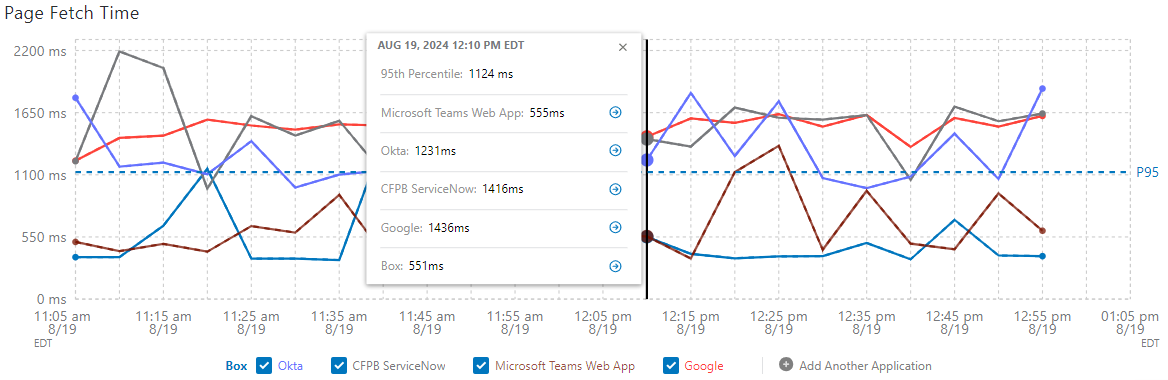 Page Fetch Time
2200 ms
1650 ms
1100 ms
550 ms
0 ms
AUG 19, 2024 12:10 PM EDT
×
95th Percentile: 1124 ms
Microsoft Teams Web App: 555ms
Okta: 1231ms
CFPB ServiceNow: 1416ms
Google: 1436ms
Box: 551ms
P95
11:05 am 11:15 am 11:25 am 11:35 am 11:45 am 11:55 am 12:05 pm 12:15 pm 12:25 pm 12:35 pm 12:45 pm 12:55 pm 01:05 pm
8/19 8/19 8/19 8/19 8/19 8/19 8/19 8/19 8/19 8/19 8/19 8/19 8/19
EDT EDT
Box Okta CFPB ServiceNow Microsoft Teams Web App Google Add Another Application